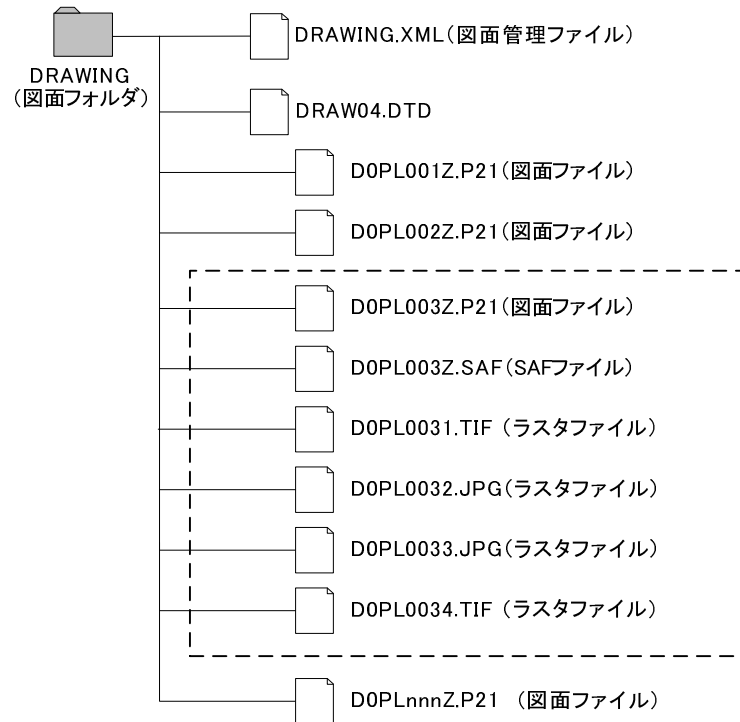 DRAWING
（図面フォルダ）
DRAWING.XML（図面管理ファイル）
DRAW04.DTD
D0PL001Z.P21（図面ファイル）
D0PL002Z.P21（図面ファイル）
D0PL003Z.P21（図面ファイル）
D0PL003Z.SAF（SAFファイル）
D0PL0031.TIF （ラスタファイル）
D0PL0032.JPG（ラスタファイル）
D0PL0033.JPG（ラスタファイル）
D0PL0034.TIF （ラスタファイル）
D0PLnnnZ.P21 （図面ファイル）